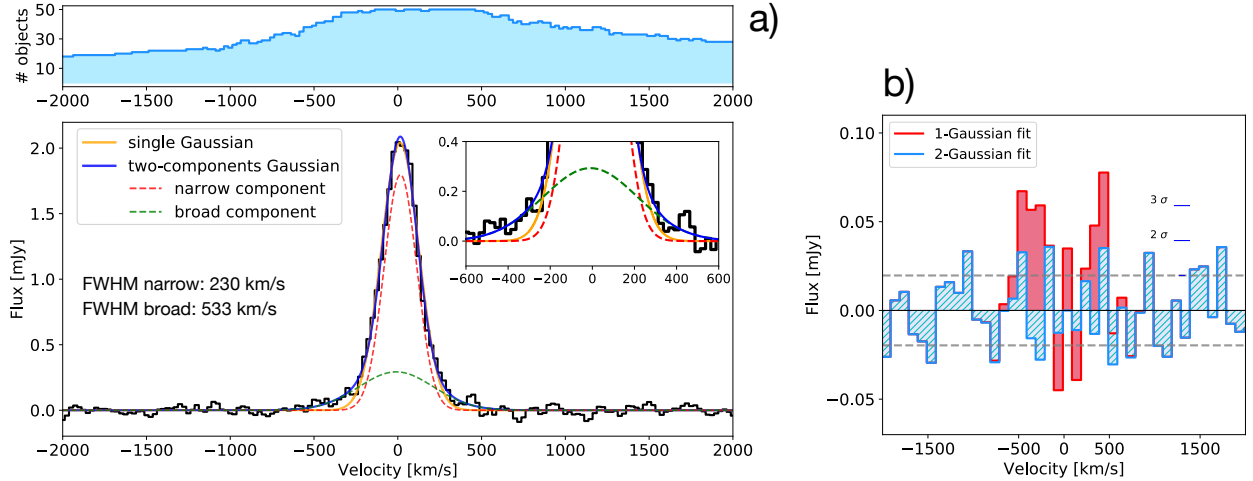 a)
50
30
10
# objects
−2000 −1500 −1000 −500 0 500 1000 1500 2000
single Gaussian
two-components Gaussian
narrow component
broad component
FWHM narrow: 230 km/s
FWHM broad: 533 km/s
2.0
1.5
1.0
0.5
0.0
Flux [mJy]
0.4
0.2
0.0
−600 −400 −200 0 200 400 600
−2000 −1500 −1000 −500 0 500 1000 1500 2000
Velocity [km/s]
b)
1-Gaussian fit
2-Gaussian fit
3 σ
2 σ
0.10
0.05
0.00
−0.05
Flux [mJy]
−1500 −500 0 500 1500
Velocity [km/s]